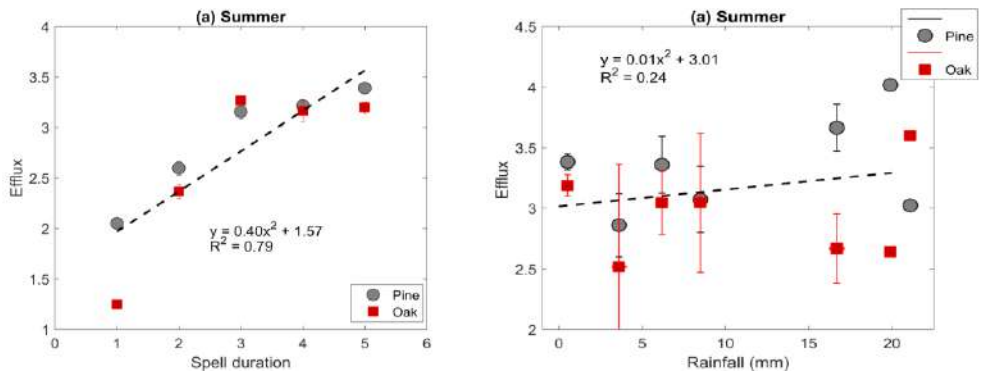 (a) Summer
4
3.5
3
2.5
2
1.5
1
Efflux
y = 0.40x² + 1.57
R² = 0.79
Pine
Oak
0 1 2 3 4 5 6
Spell duration
(a) Summer
Pine
Oak
y = 0.01x² + 3.01
R² = 0.24
4.5
4
3.5
3
2.5
2
Efflux
0 5 10 15 20
Rainfall (mm)